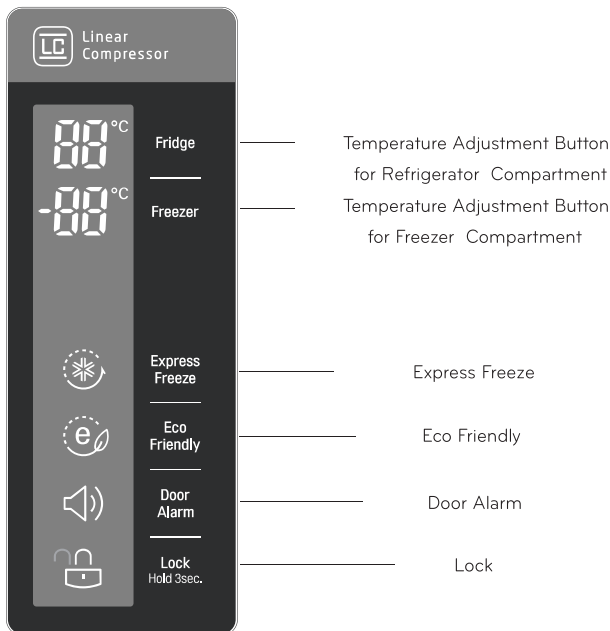 LC
Linear
Compressor
88 °C
Fridge
Temperature Adjustment Button
for Refrigerator Compartment
-88 °C
Freezer
Temperature Adjustment Button
for Freezer Compartment
Express
Freeze
Express Freeze
e
Eco
Friendly
Eco Friendly
Door
Alarm
Door Alarm
Lock
Hold 3sec.
Lock